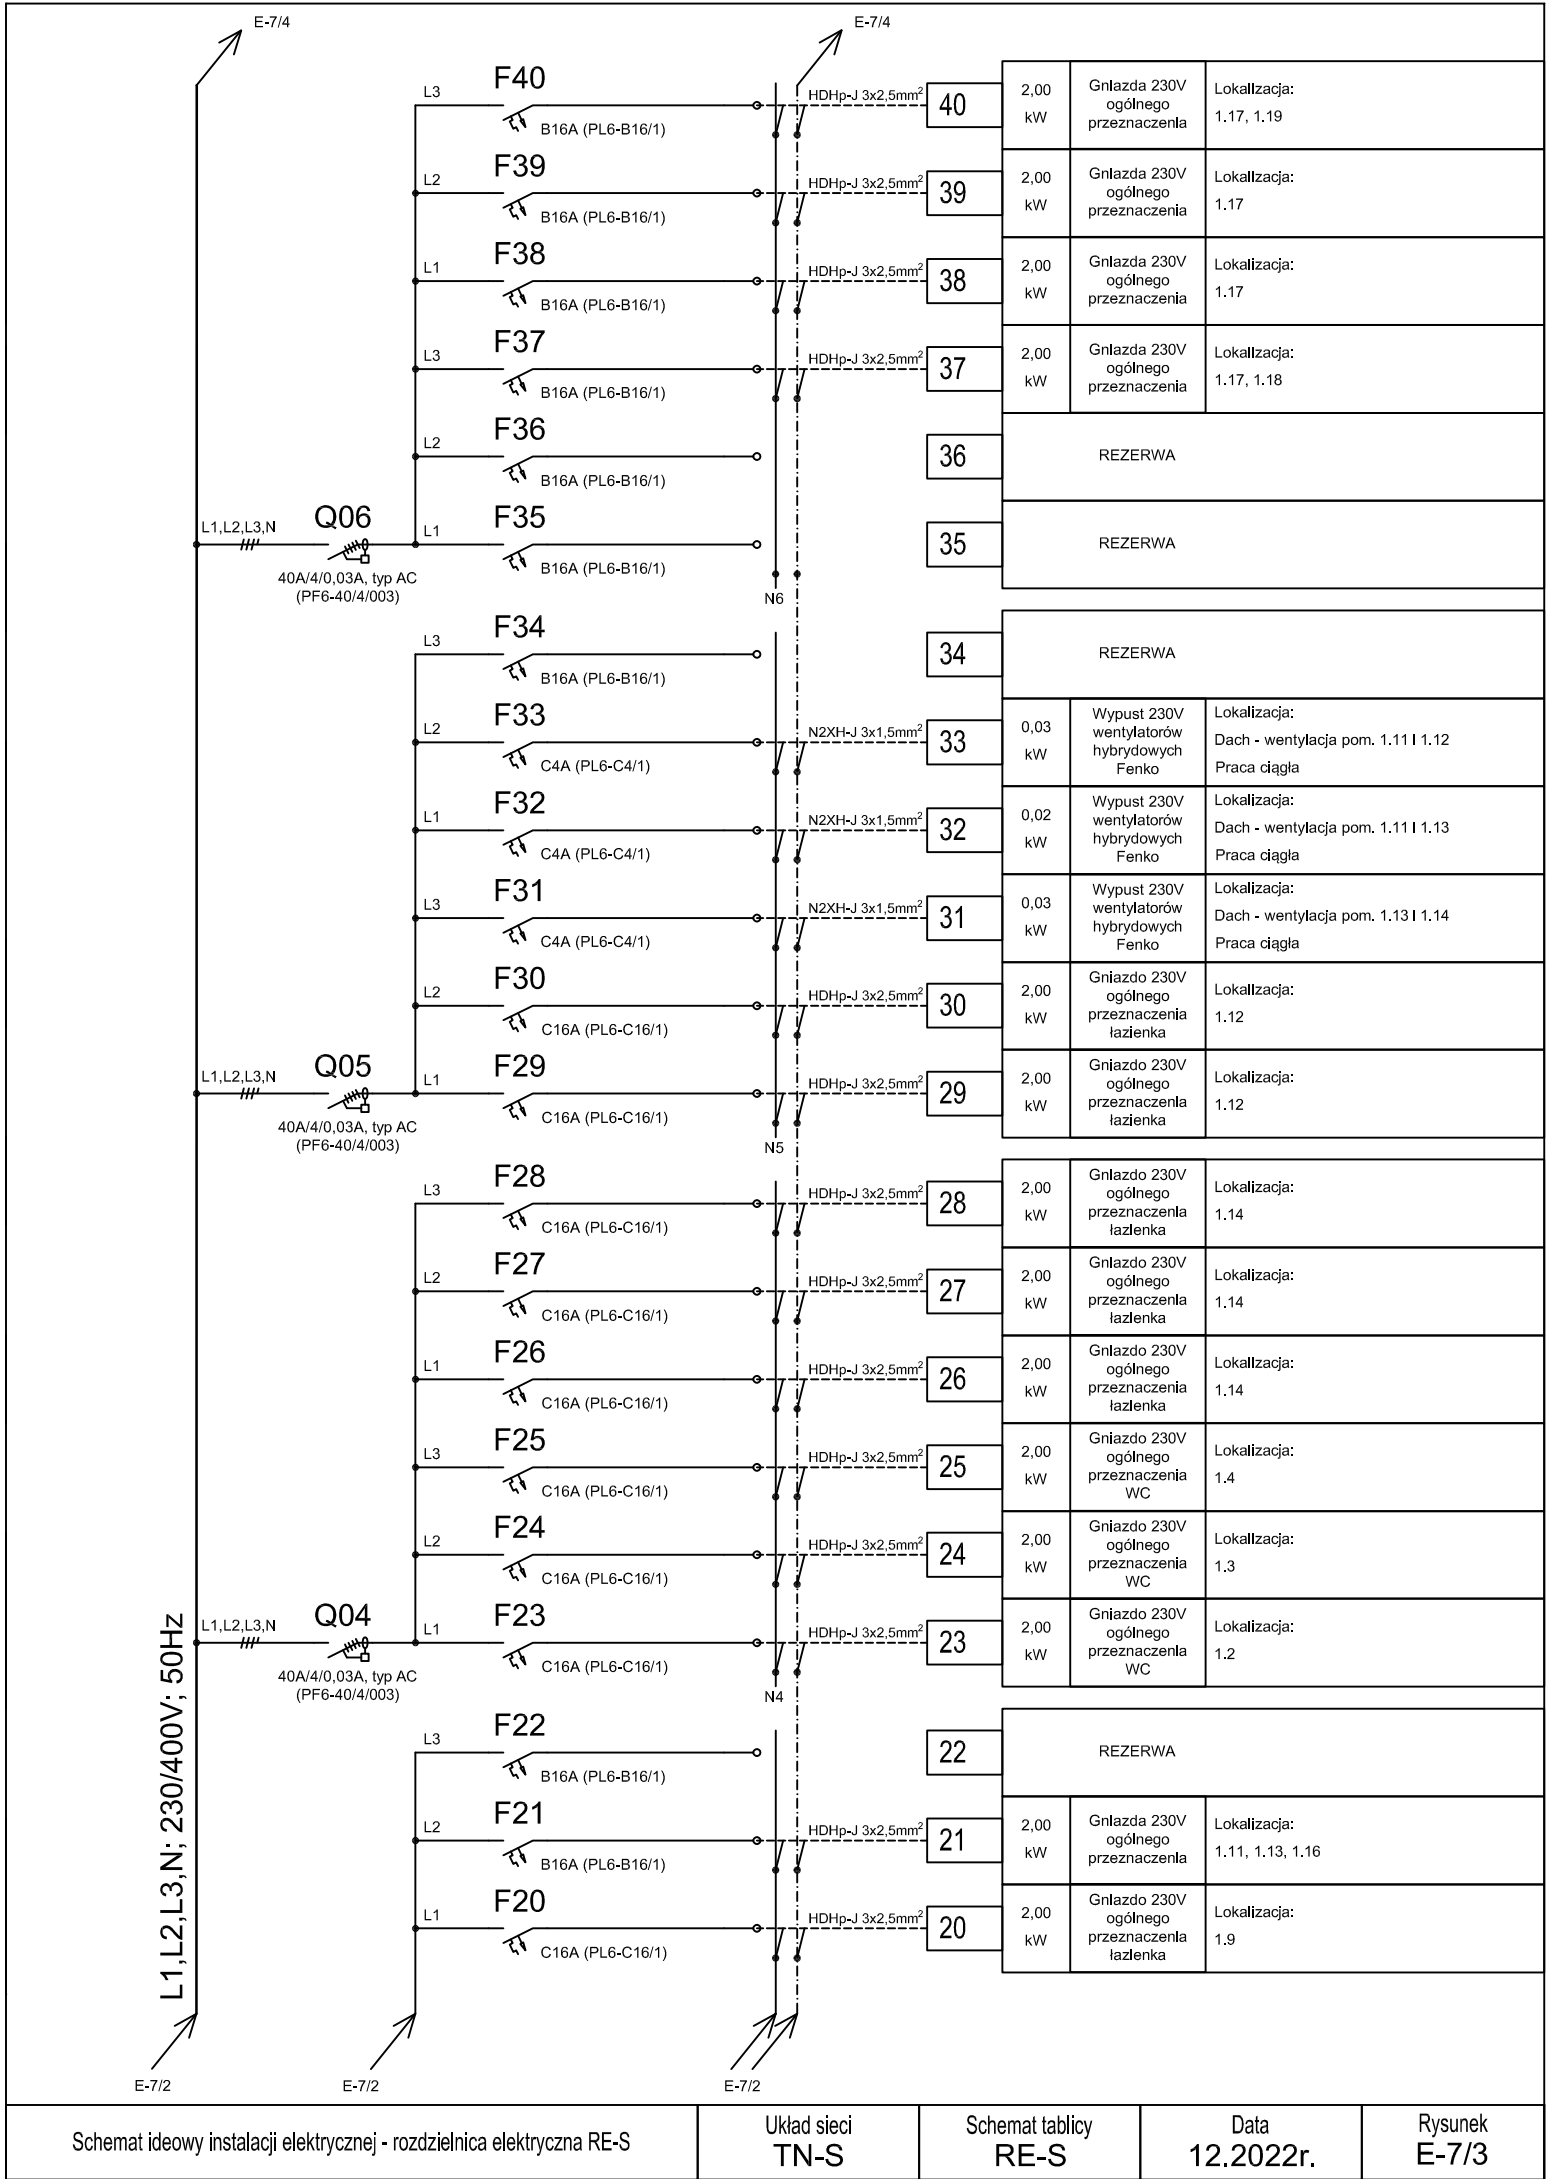 E-7/4
E-7/4
F40
L3
B16A (PL6-B16/1)
HDHp-J 3x2,5mm²
40
2,00
kW
Gniazda 230V
ogólnego
przeznaczenia
Lokalizacja:
1.17, 1.19
F39
L2
B16A (PL6-B16/1)
HDHp-J 3x2,5mm²
39
2,00
kW
Gniazda 230V
ogólnego
przeznaczenia
Lokalizacja:
1.17
F38
L1
B16A (PL6-B16/1)
HDHp-J 3x2,5mm²
38
2,00
kW
Gniazda 230V
ogólnego
przeznaczenia
Lokalizacja:
1.17
F37
L3
B16A (PL6-B16/1)
HDHp-J 3x2,5mm²
37
2,00
kW
Gniazda 230V
ogólnego
przeznaczenia
Lokalizacja:
1.17, 1.18
F36
L2
B16A (PL6-B16/1)
36
REZERWA
L1,L2,L3,N
Q06
40A/4/0,03A, typ AC
(PF6-40/4/003)
F35
L1
B16A (PL6-B16/1)
N6
35
REZERWA
F34
L3
B16A (PL6-B16/1)
34
REZERWA
F33
L2
C4A (PL6-C4/1)
N2XH-J 3x1,5mm²
33
0,03
kW
Wypust 230V
wentylatorów
hybrydowych
Fenko
Lokalizacja:
Dach - wentylacja pom. 1.11 i 1.12
Praca ciągła
F32
L1
C4A (PL6-C4/1)
N2XH-J 3x1,5mm²
32
0,02
kW
Wypust 230V
wentylatorów
hybrydowych
Fenko
Lokalizacja:
Dach - wentylacja pom. 1.11 i 1.13
Praca ciągła
F31
L3
C4A (PL6-C4/1)
N2XH-J 3x1,5mm²
31
0,03
kW
Wypust 230V
wentylatorów
hybrydowych
Fenko
Lokalizacja:
Dach - wentylacja pom. 1.13 i 1.14
Praca ciągła
F30
L2
C16A (PL6-C16/1)
HDHp-J 3x2,5mm²
30
2,00
kW
Gniazdo 230V
ogólnego
przeznaczenia
łazienka
Lokalizacja:
1.12
L1,L2,L3,N
Q05
40A/4/0,03A, typ AC
(PF6-40/4/003)
F29
L1
C16A (PL6-C16/1)
N5
HDHp-J 3x2,5mm²
29
2,00
kW
Gniazdo 230V
ogólnego
przeznaczenia
łazienka
Lokalizacja:
1.12
F28
L3
C16A (PL6-C16/1)
HDHp-J 3x2,5mm²
28
2,00
kW
Gniazdo 230V
ogólnego
przeznaczenia
łazienka
Lokalizacja:
1.14
F27
L2
C16A (PL6-C16/1)
HDHp-J 3x2,5mm²
27
2,00
kW
Gniazdo 230V
ogólnego
przeznaczenia
łazienka
Lokalizacja:
1.14
F26
L1
C16A (PL6-C16/1)
HDHp-J 3x2,5mm²
26
2,00
kW
Gniazdo 230V
ogólnego
przeznaczenia
łazienka
Lokalizacja:
1.14
F25
L3
C16A (PL6-C16/1)
HDHp-J 3x2,5mm²
25
2,00
kW
Gniazdo 230V
ogólnego
przeznaczenia
WC
Lokalizacja:
1.4
F24
L2
C16A (PL6-C16/1)
HDHp-J 3x2,5mm²
24
2,00
kW
Gniazdo 230V
ogólnego
przeznaczenia
WC
Lokalizacja:
1.3
L1,L2,L3,N
Q04
40A/4/0,03A, typ AC
(PF6-40/4/003)
F23
L1
C16A (PL6-C16/1)
N4
HDHp-J 3x2,5mm²
23
2,00
kW
Gniazdo 230V
ogólnego
przeznaczenia
WC
Lokalizacja:
1.2
F22
L3
B16A (PL6-B16/1)
22
REZERWA
F21
L2
B16A (PL6-B16/1)
HDHp-J 3x2,5mm²
21
2,00
kW
Gniazda 230V
ogólnego
przeznaczenia
Lokalizacja:
1.11, 1.13, 1.16
F20
L1
C16A (PL6-C16/1)
HDHp-J 3x2,5mm²
20
2,00
kW
Gniazdo 230V
ogólnego
przeznaczenia
łazienka
Lokalizacja:
1.9
L1,L2,L3,N; 230/400V; 50Hz
E-7/2
E-7/2
E-7/2
Schemat ideowy instalacji elektrycznej - rozdzielnica elektryczna RE-S
Układ sieci
TN-S
Schemat tablicy
RE-S
Data
12.2022r.
Rysunek
E-7/3